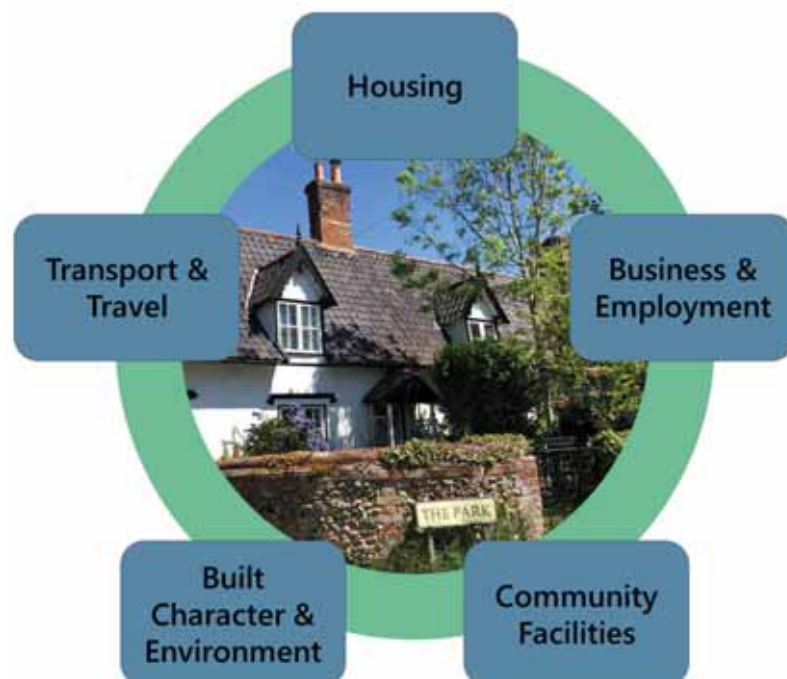 Housing
Transport &
Travel
Business &
Employment
THE PARK
Built
Character &
Environment
Community
Facilities